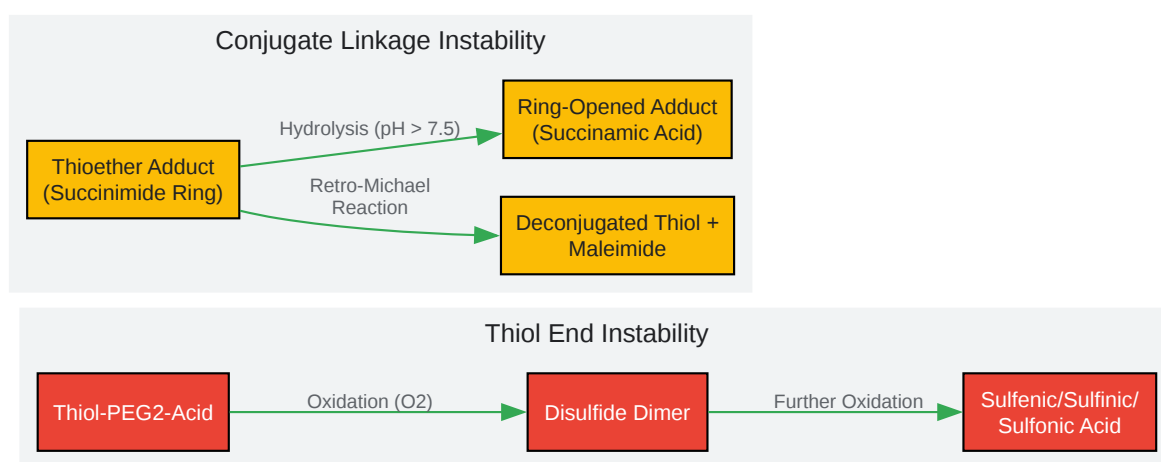 Conjugate Linkage Instability
Thioether Adduct
(Succinimide Ring)
Hydrolysis (pH > 7.5)
Ring-Opened Adduct
(Succinamic Acid)
Retro-Michael
Reaction
Deconjugated Thiol +
Maleimide
Thiol End Instability
Thiol-PEG2-Acid
Oxidation (O2)
Disulfide Dimer
Further Oxidation
Sulfenic/Sulfinic/
Sulfonic Acid